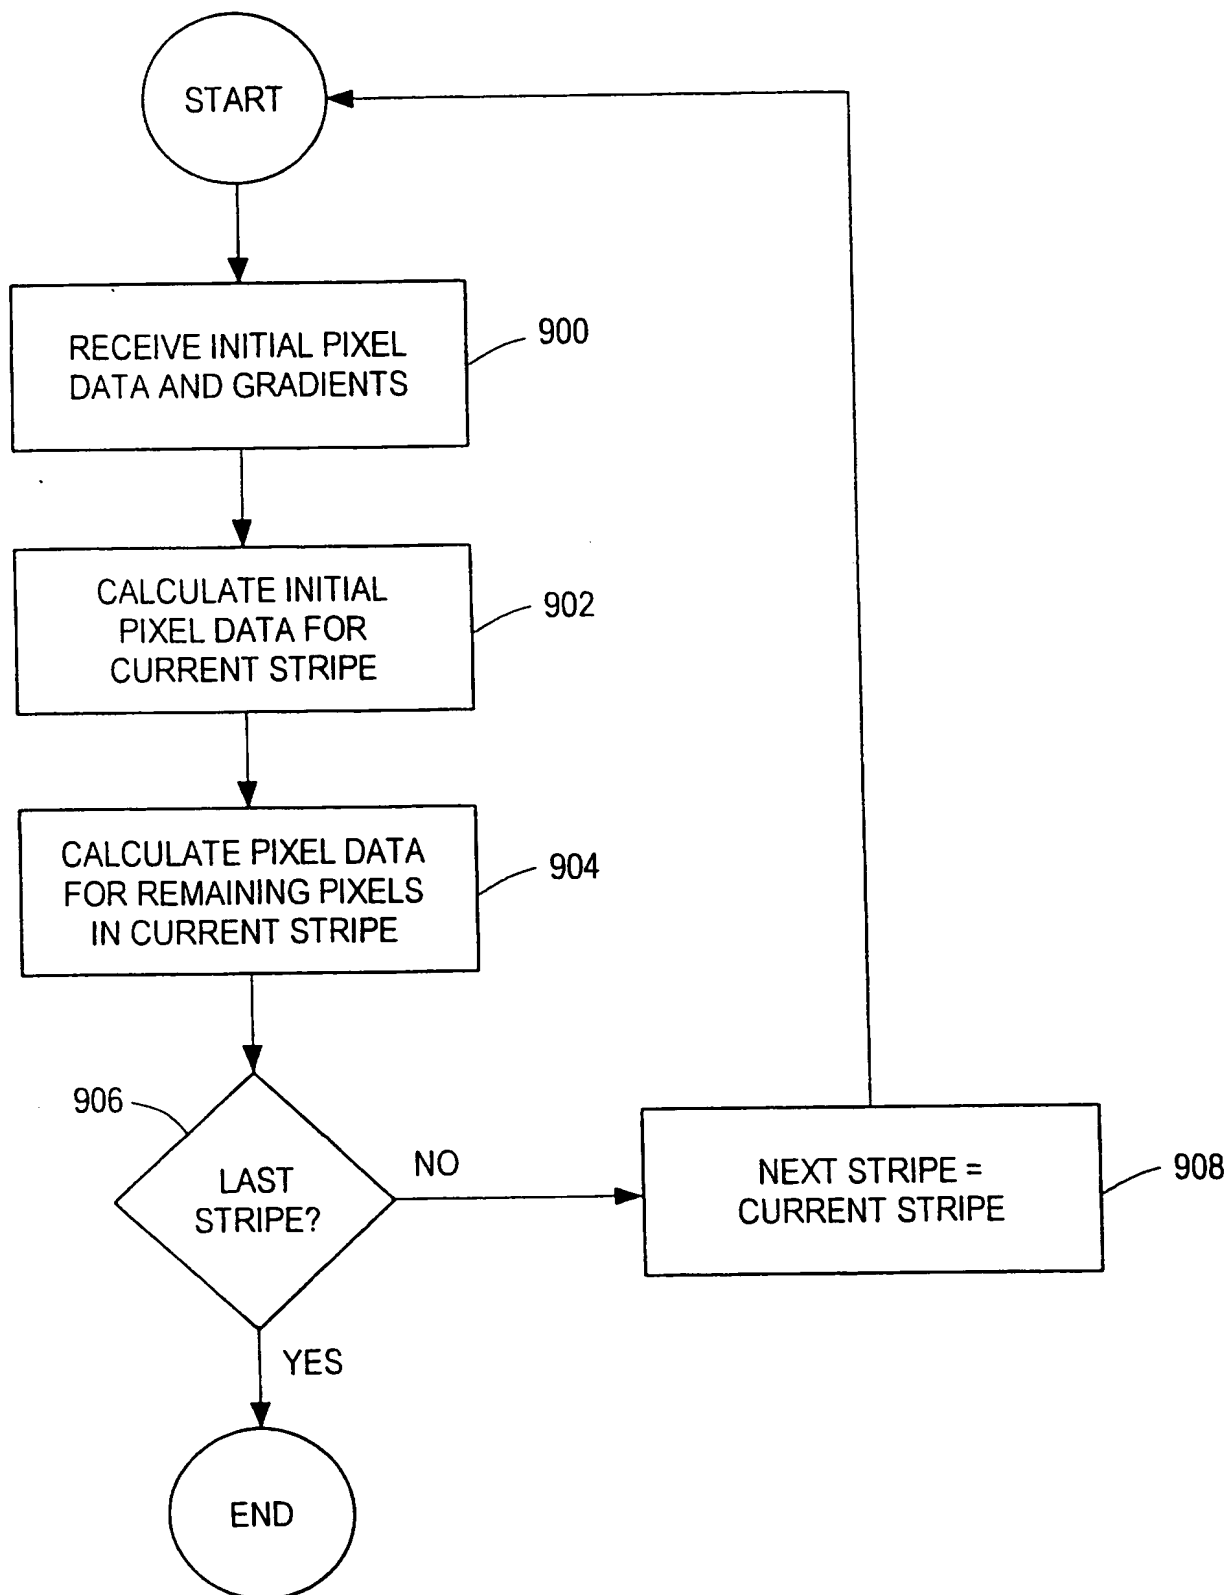 START
RECEIVE INITIAL PIXEL
DATA AND GRADIENTS
900
CALCULATE INITIAL
PIXEL DATA FOR
CURRENT STRIPE
902
CALCULATE PIXEL DATA
FOR REMAINING PIXELS
IN CURRENT STRIPE
904
906
LAST
STRIPE?
NO
NEXT STRIPE =
CURRENT STRIPE
908
YES
END